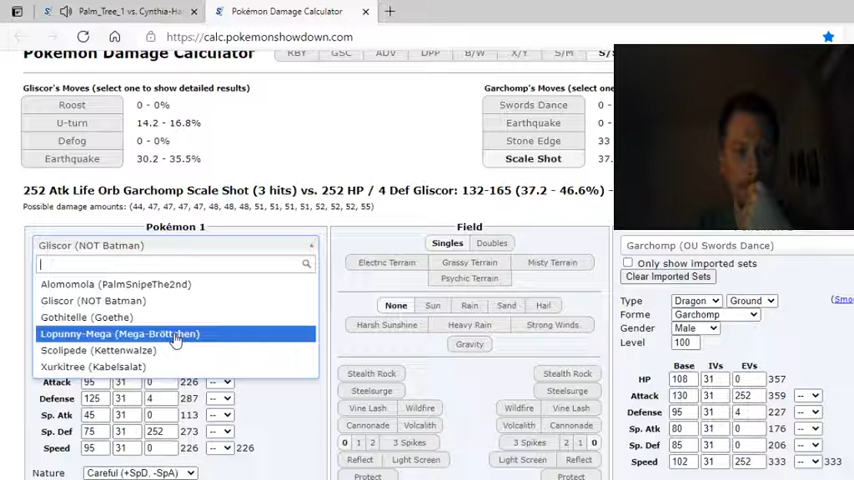 Palm_Tree_1 vs. Cynthia-Ha
Pokémon Damage Calculator
https://calc.pokemonshowdown.com
Pokémon Damage Calculator
RBY GSC ADV DPP B/W X/Y S/M S/S
Gliscor's Moves (select one to show detailed results)
Garchomp's Moves (select one
Roost 0 - 0%
Swords Dance 0 -
U-turn 14.2 - 16.8%
Earthquake 0 -
Defog 0 - 0%
Stone Edge 33
Earthquake 30.2 - 35.5%
Scale Shot 37.
252 Atk Life Orb Garchomp Scale Shot (3 hits) vs. 252 HP / 4 Def Gliscor: 132-165 (37.2 - 46.6%) -
Possible damage amounts: (44, 47, 47, 47, 47, 48, 48, 48, 51, 51, 51, 51, 52, 52, 52, 55)
Pokémon 1
Gliscor (NOT Batman)
Alomomola (PalmSnipeThe2nd)
Gliscor (NOT Batman)
Gothitelle (Goethe)
Lopunny-Mega (Mega-Bröttchen)
Scolipede (Kettenwalze)
Xurkitree (Kabelsalat)
Attack 95 31 0 226 --
Defense 125 31 4 287 --
Sp. Atk 45 31 0 113 --
Sp. Def 75 31 252 273 --
Speed 95 31 0 226 -- 226
Nature Careful (+SpD, -SpA)
Field
Singles Doubles
Electric Terrain Grassy Terrain Misty Terrain
Psychic Terrain
None Sun Rain Sand Hail
Harsh Sunshine Heavy Rain Strong Winds
Gravity
Stealth Rock Stealth Rock
Steelsurge Steelsurge
Vine Lash Wildfire Wildfire Vine Lash
Cannonade Volcalith Cannonade Volcalith
0 1 2 3 Spikes 3 Spikes 2 1 0
Reflect Light Screen Light Screen Reflect
Protect Protect
Garchomp (OU Swords Dance)
Only show imported sets
Clear Imported Sets
Type Dragon Ground
Forme Garchomp
Gender Male
Level 100
Base IVs EVs
HP 108 31 0 357
Attack 130 31 252 359 --
Defense 95 31 4 227 --
Sp. Atk 80 31 0 176 --
Sp. Def 85 31 0 206 --
Speed 102 31 252 333 -- 333